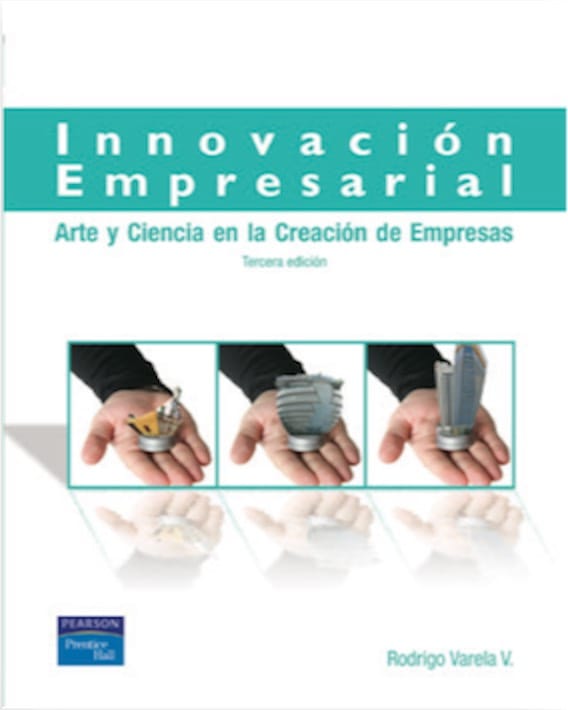 Innovación
Empresarial
Arte y Ciencia en la Creación de Empresas
Tercera edición
PEARSON
Prentice
Hall
Rodrigo Varela V.